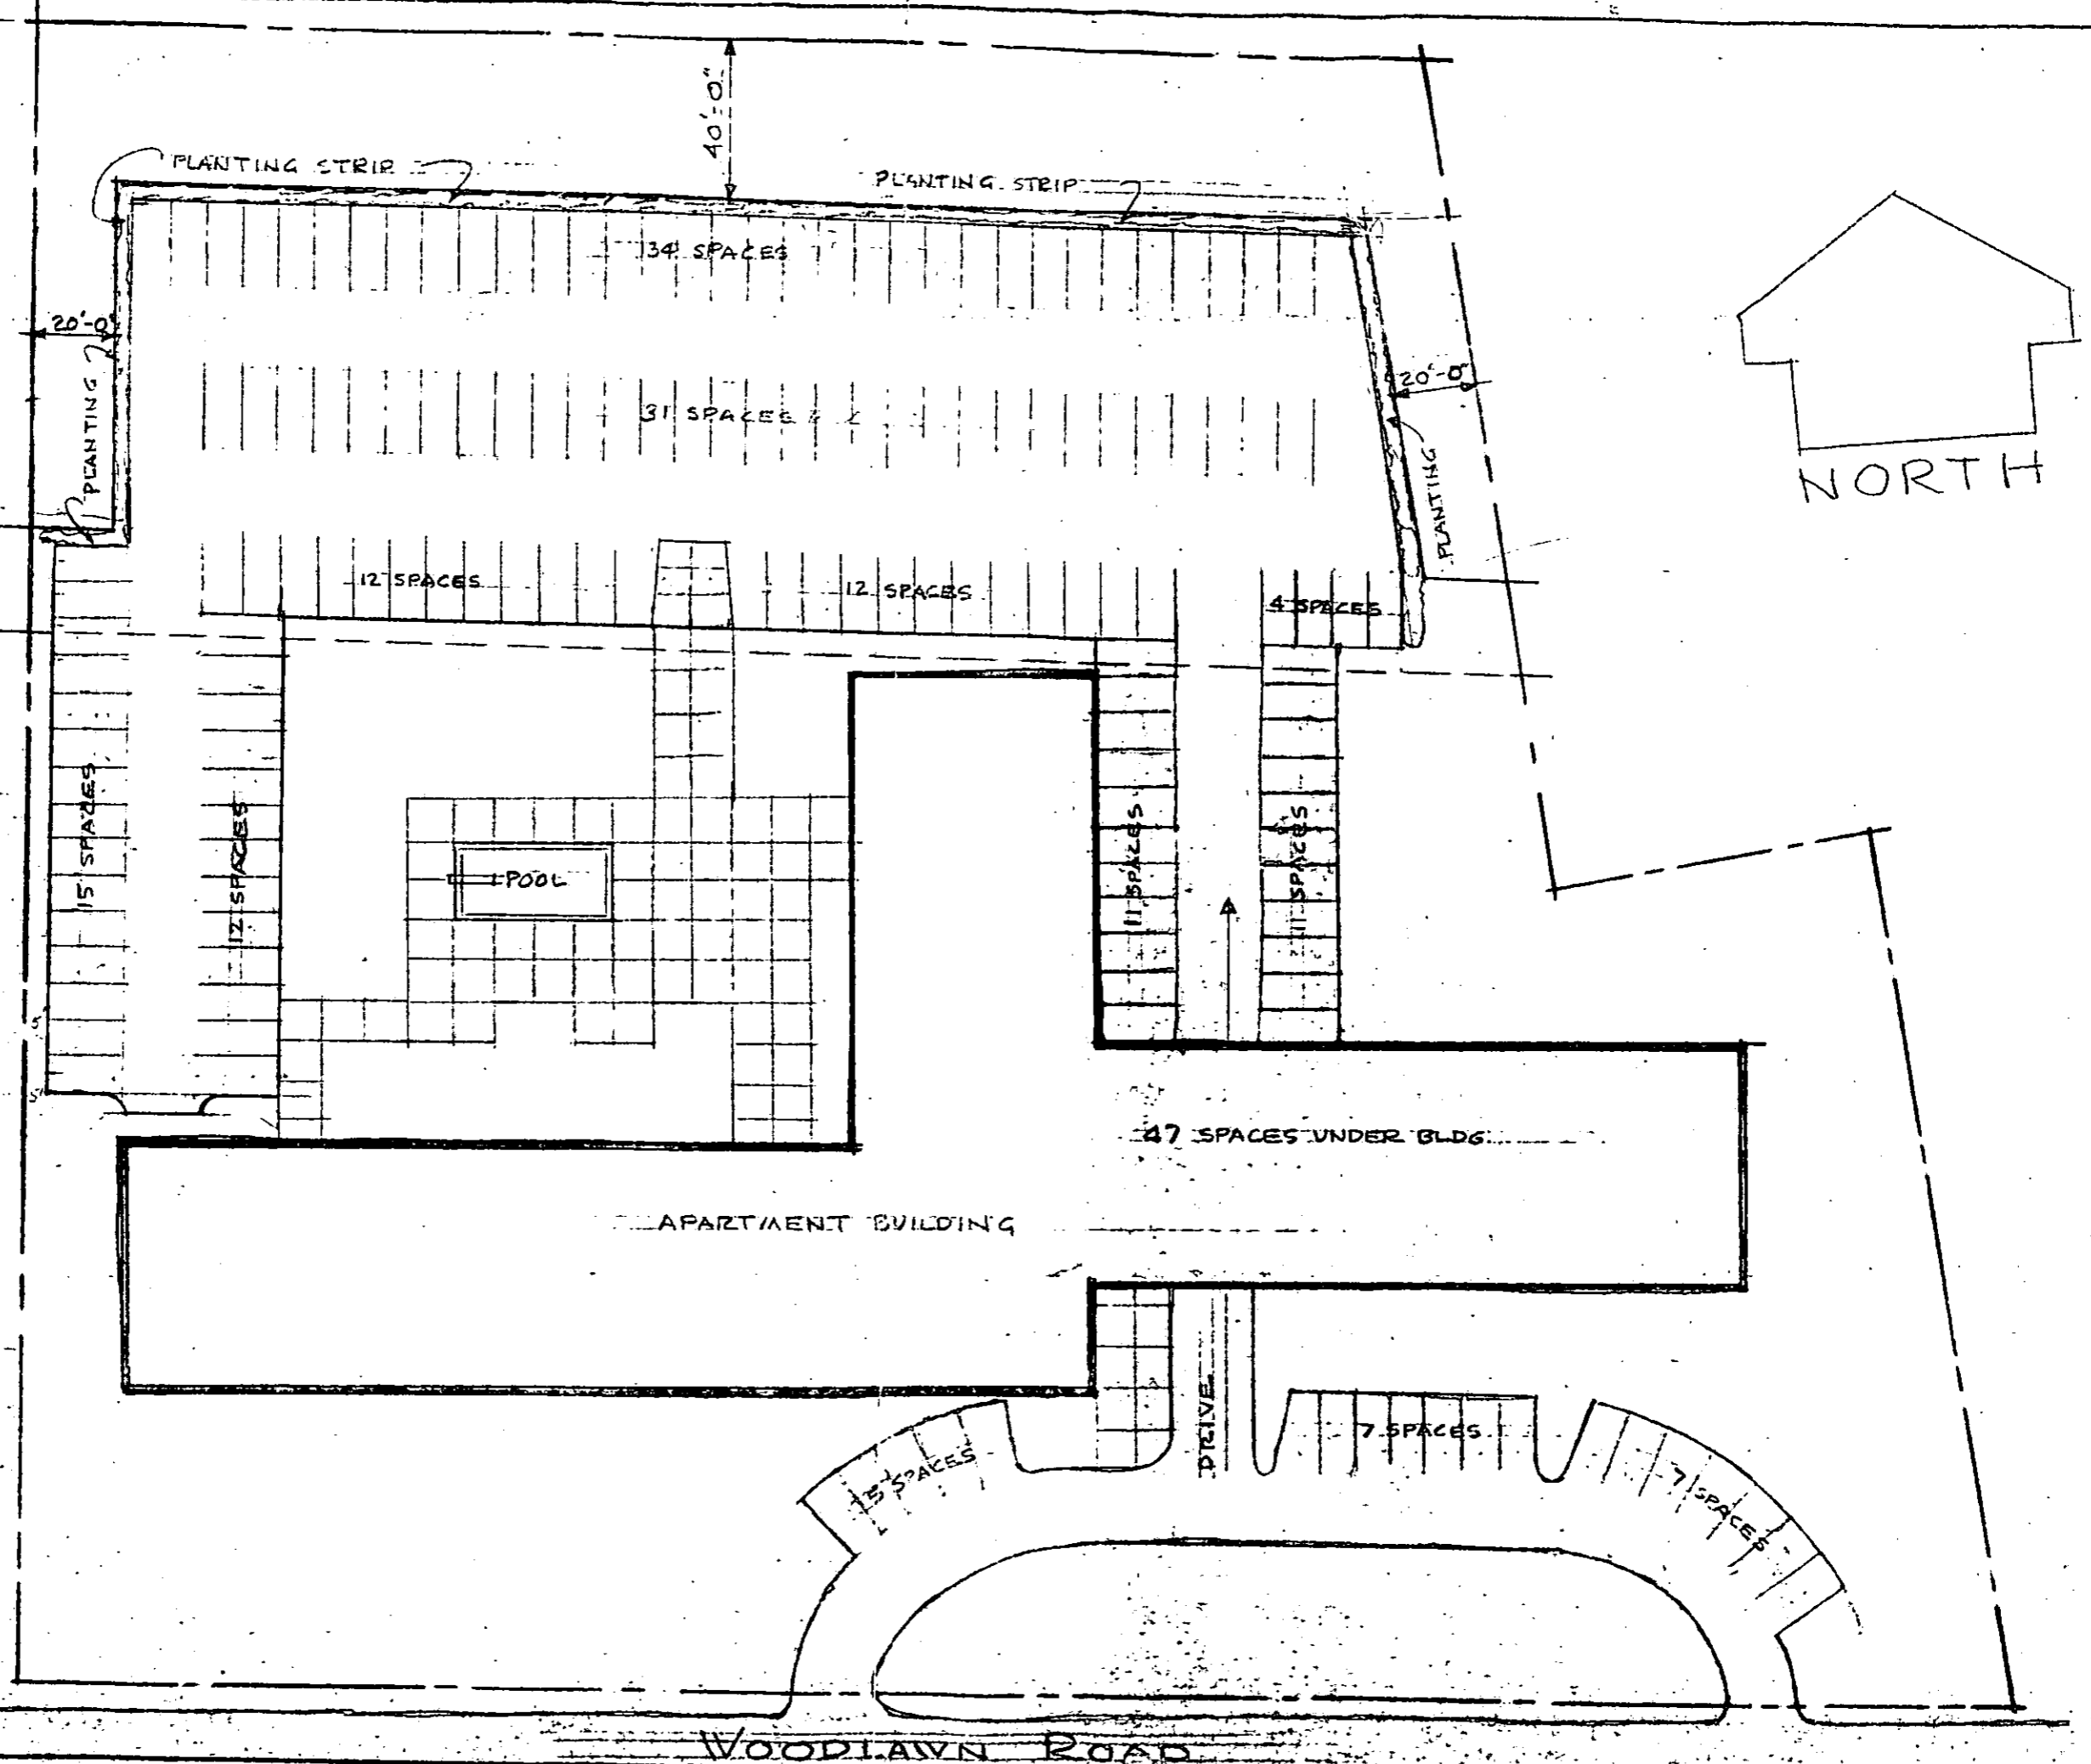 40'-0"
PLANTING STRIP
PLANTING STRIP
34 SPACES
20'-0"
PLANTING
31 SPACES
20'-0"
PLANTING
NORTH
12 SPACES
12 SPACES
4 SPACES
15 SPACES
12 SPACES
POOL
11 SPACES
11 SPACES
5'
5'
47 SPACES UNDER BLDG.
APARTMENT BUILDING
DRIVE
5 SPACES
7 SPACES
7 SPACES
WOODLAWN ROAD